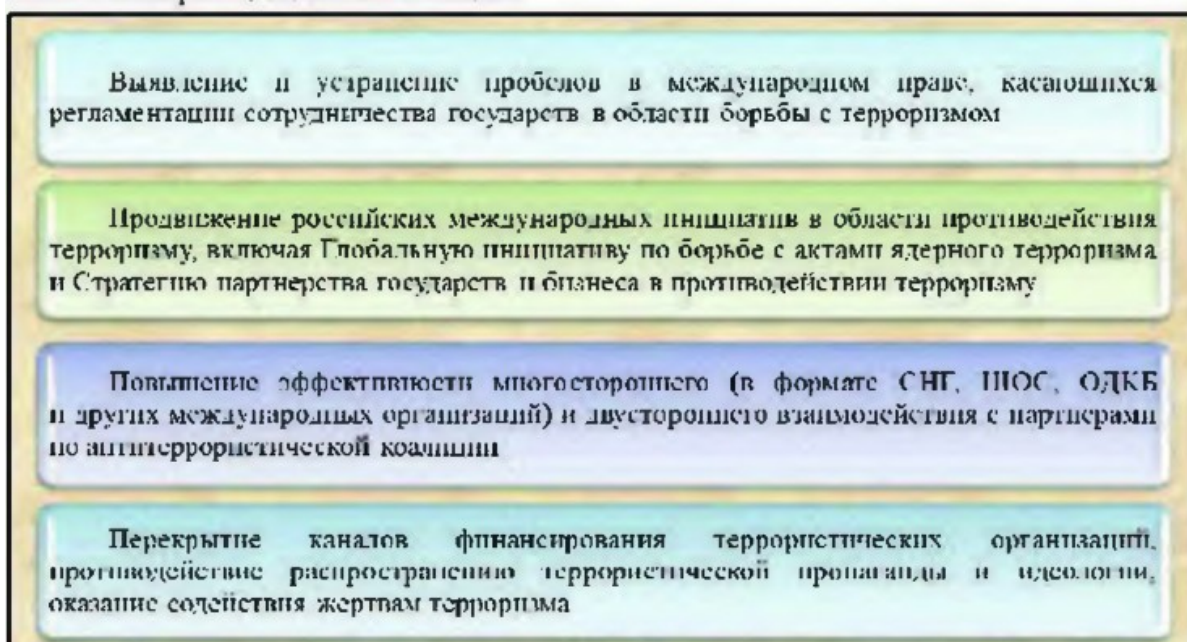 Выявление и устранение пробелов в международном праве, касающихся
регламентации сотрудничества государств в области борьбы с терроризмом
Продвижение российских международных инициатив в области противодействия
терроризму, включая Глобальную инициативу по борьбе с актами ядерного терроризма
и Стратегию партнерства государств и бизнеса в противодействии терроризму
Повышение эффективности многостороннего (в формате СНГ, ШОС, ОДКБ
и других международных организаций) и двустороннего взаимодействия с партнерами
по антитеррористической коалиции
Перекрытие каналов финансирования террористических организаций,
противодействие распространению террористической пропаганды и идеологии,
оказание содействия жертвам терроризма